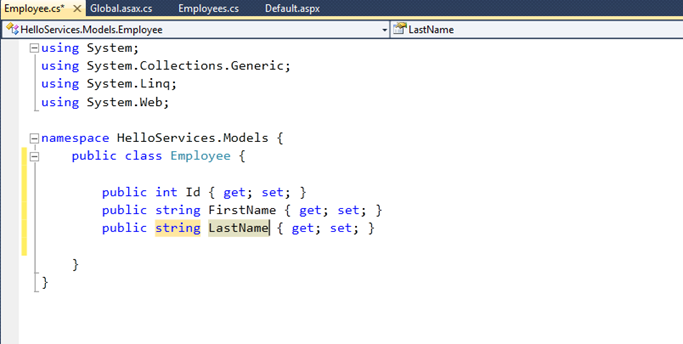 Employee.cs* Global.asax.cs Employees.cs Default.aspx
HelloServices.Models.Employee LastName
using System;
using System.Collections.Generic;
using System.Linq;
using System.Web;
namespace HelloServices.Models {
public class Employee {
public int Id { get; set; }
public string FirstName { get; set; }
public string LastName { get; set; }
}
}